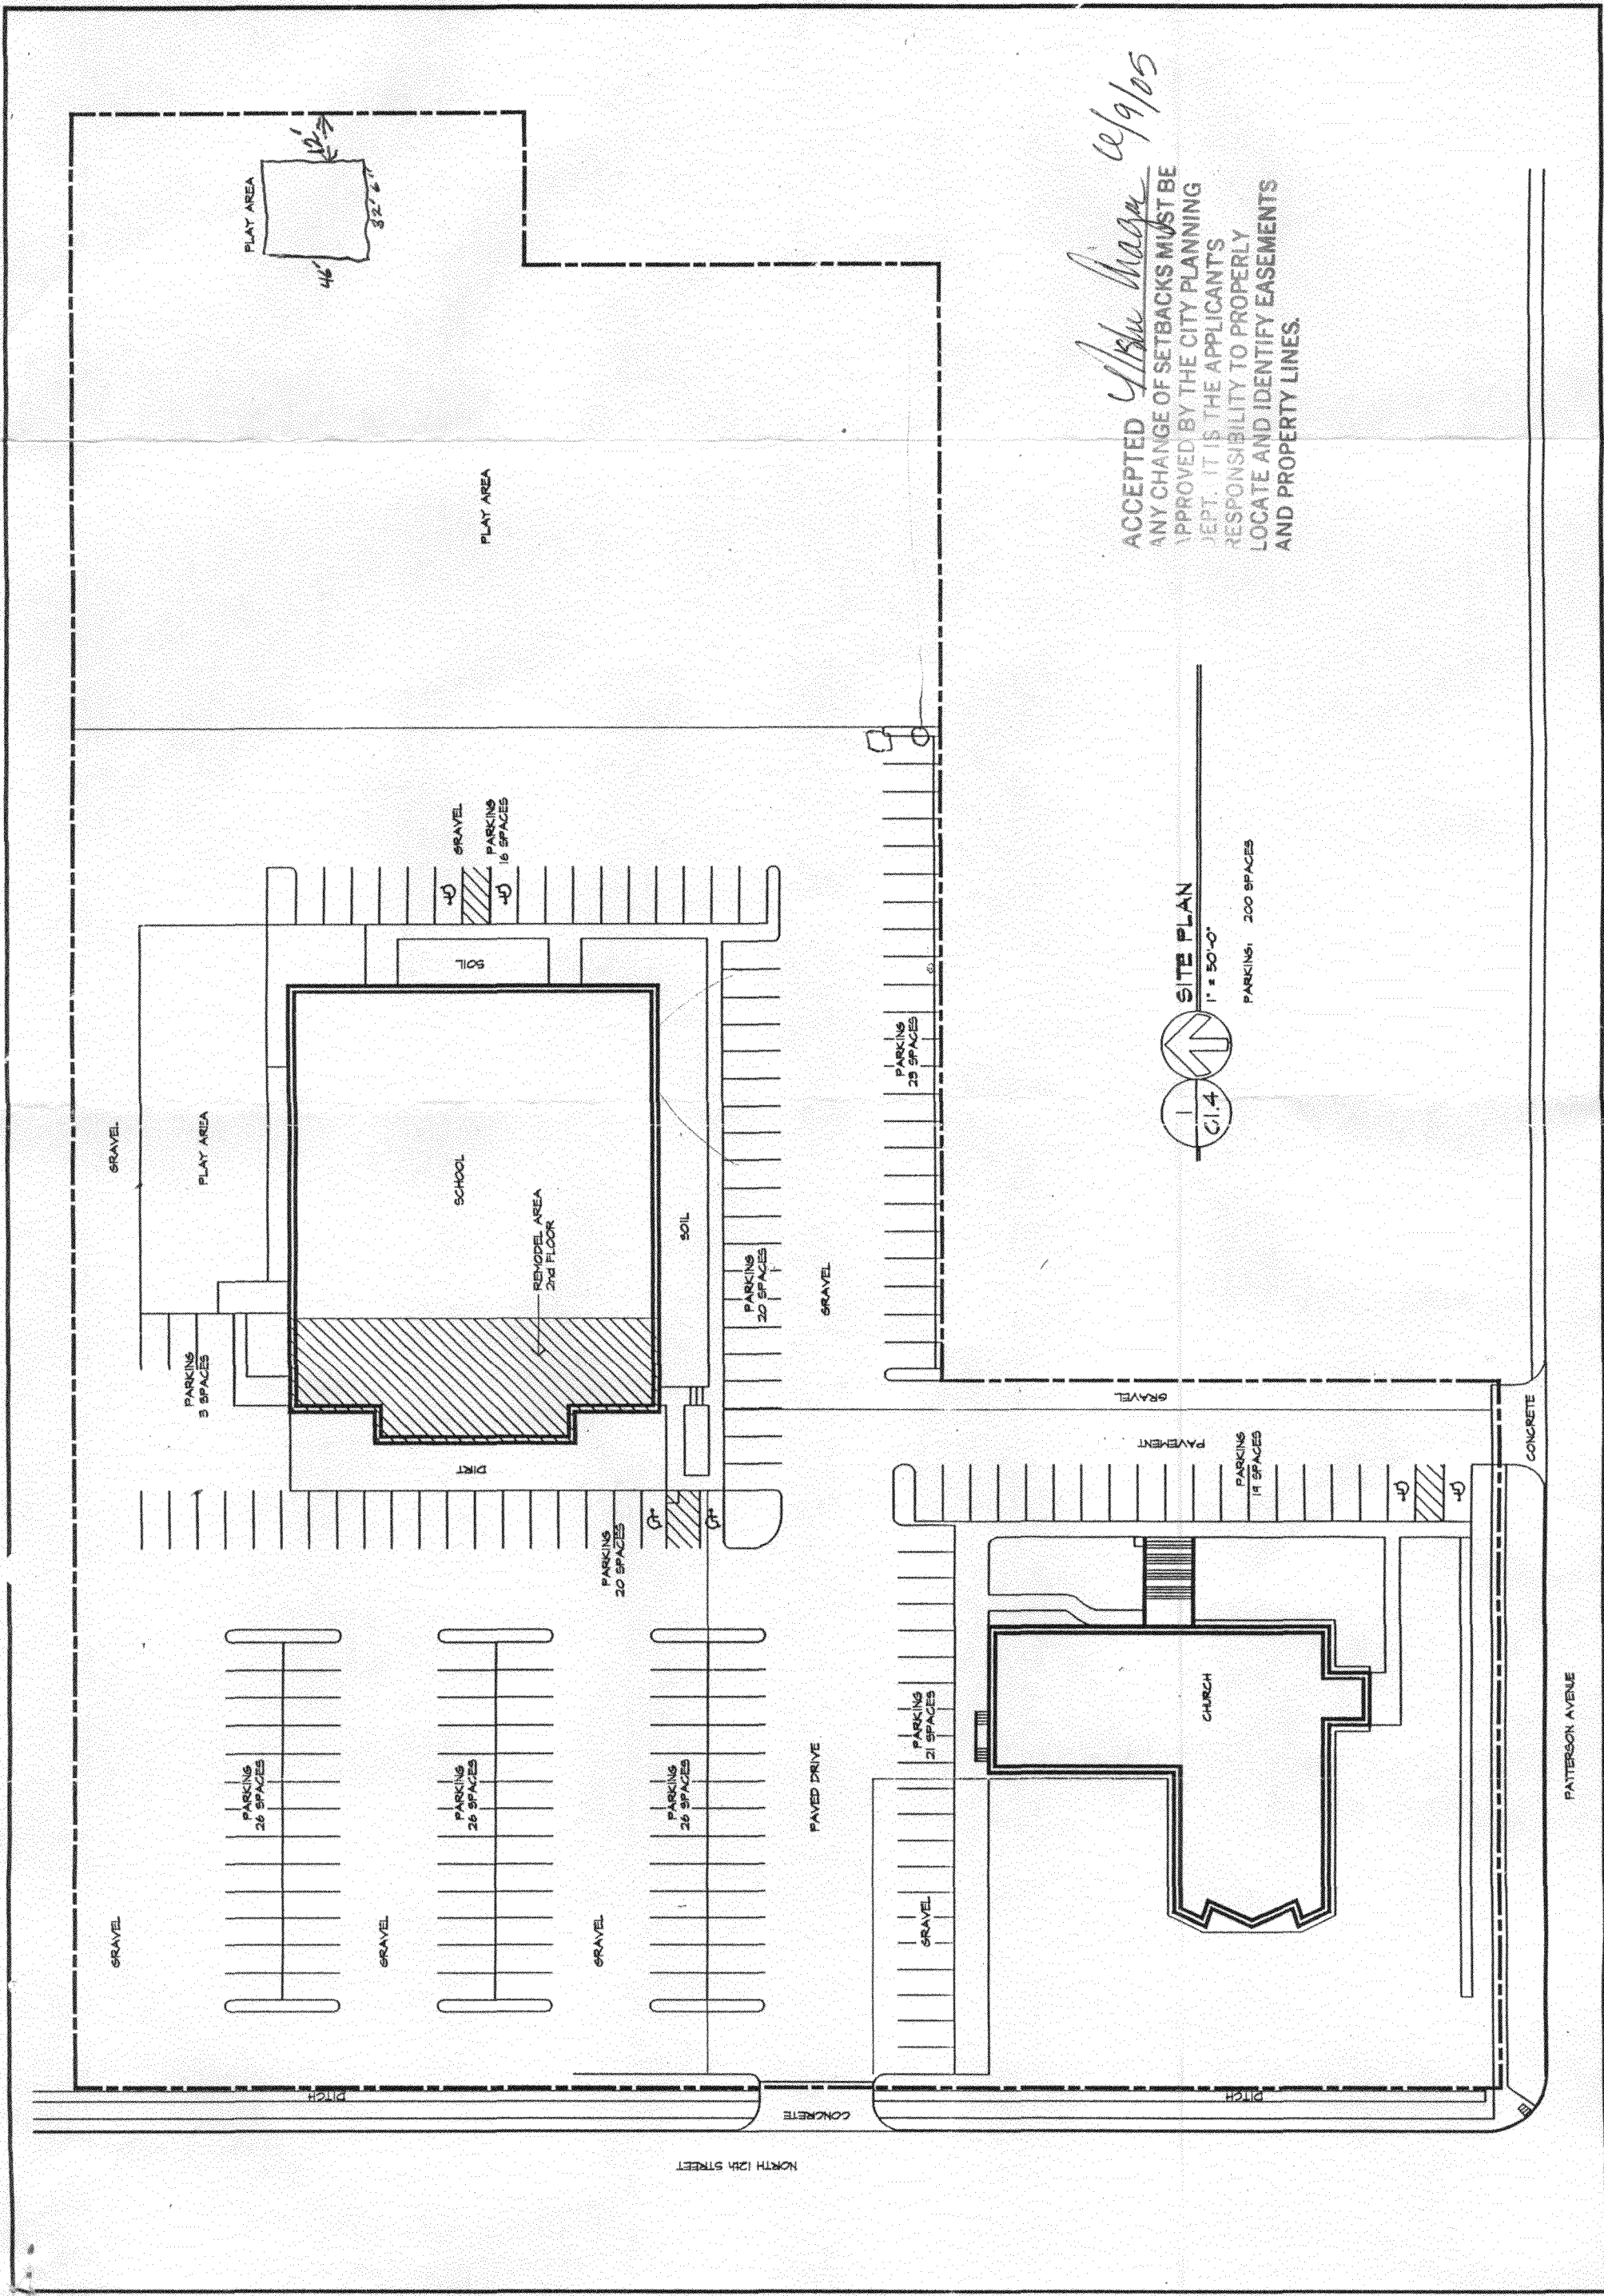 PLAY AREA
12'
46'
32'6"
GRAVEL
GRAVEL
PLAY AREA
PARKING
3 SPACES
PARKING
26 SPACES
GRAVEL
SCHOOL
GRAVEL
PARKING
16 SPACES
SOIL
DIRT
PARKING
26 SPACES
PLAY AREA
REMODEL AREA
2nd FLOOR
GRAVEL
PARKING
20 SPACES
PARKING
26 SPACES
SOIL
PARKING
20 SPACES
PAVED DRIVE
GRAVEL
PARKING
23 SPACES
PARKING
21 SPACES
GRAVEL
DITCH
CONCRETE
DITCH
NORTH 12th STREET
GRAVEL
PAVEMENT
PARKING
19 SPACES
CHURCH
CONCRETE
PATTERSON AVENUE
1
C1.4
SITE PLAN
1" = 50'-0"
PARKING: 200 SPACES
ACCEPTED 6/9/05
ANY CHANGE OF SETBACKS MUST BE
APPROVED BY THE CITY PLANNING
DEPT. IT IS THE APPLICANT'S
RESPONSIBILITY TO PROPERLY
LOCATE AND IDENTIFY EASEMENTS
AND PROPERTY LINES.